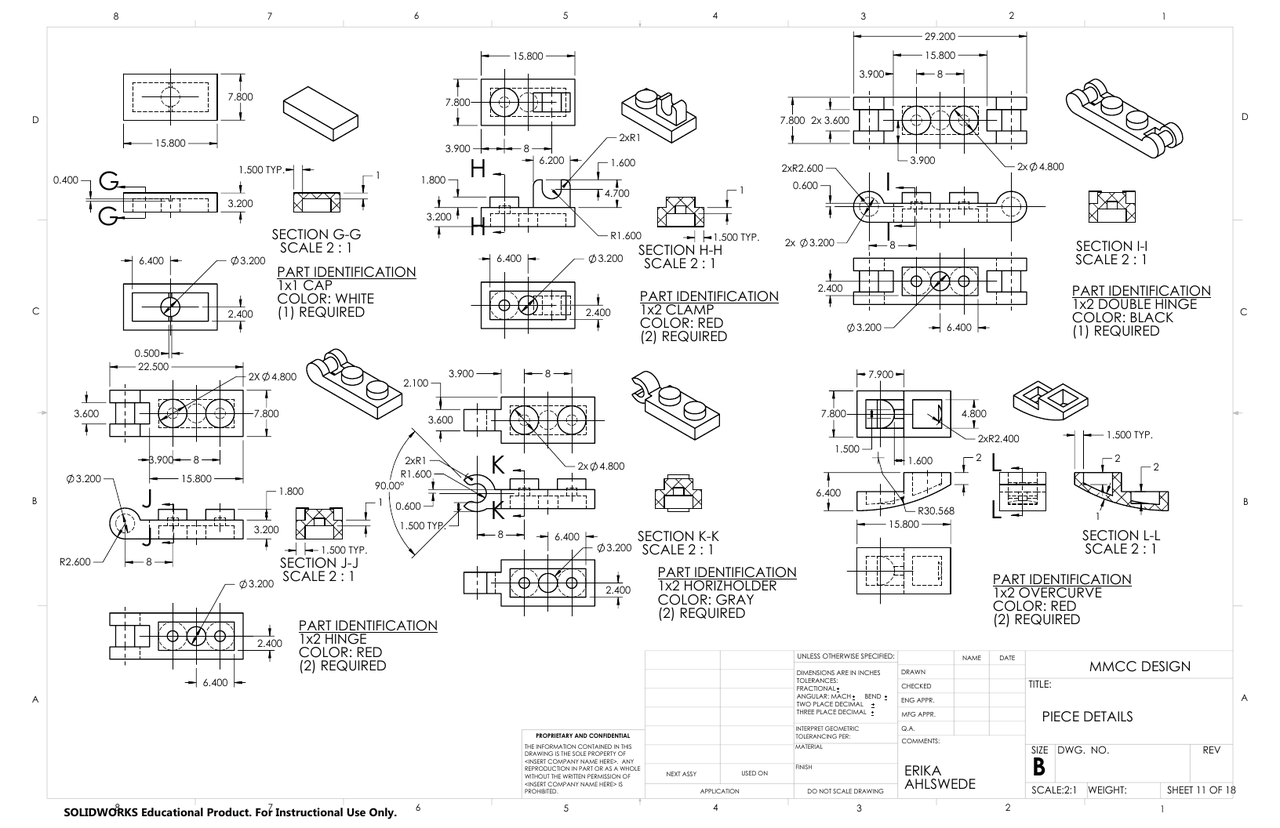 8 7 6 5 4 3 2 1
D
D
C
C
B
B
A
A
7.800
15.800
0.400
G
G
1.500 TYP.
1
3.200
SECTION G-G
SCALE 2 : 1
6.400
Ø3.200
2.400
0.500
PART IDENTIFICATION
1x1 CAP
COLOR: WHITE
(1) REQUIRED
15.800
7.800
3.900
8
2xR1
6.200
1.600
4.700
H
H
1.800
3.200
R1.600
1
1.500 TYP.
SECTION H-H
SCALE 2 : 1
6.400
Ø3.200
2.400
PART IDENTIFICATION
1x2 CLAMP
COLOR: RED
(2) REQUIRED
29.200
15.800
3.900
8
7.800
2x 3.600
3.900
2x Ø4.800
2xR2.600
0.600
I
I
2x Ø3.200
8
SECTION I-I
SCALE 2 : 1
2.400
Ø3.200
6.400
PART IDENTIFICATION
1x2 DOUBLE HINGE
COLOR: BLACK
(1) REQUIRED
22.500
2X Ø4.800
3.600
7.800
3.900
8
15.800
Ø3.200
J
J
1.800
3.200
R2.600
8
1
1.500 TYP.
SECTION J-J
SCALE 2 : 1
Ø3.200
2.400
6.400
PART IDENTIFICATION
1x2 HINGE
COLOR: RED
(2) REQUIRED
3.900
8
2.100
3.600
2x Ø4.800
2xR1
R1.600
90.00°
0.600
1.500 TYP.
K
K
8
SECTION K-K
SCALE 2 : 1
6.400
Ø3.200
2.400
PART IDENTIFICATION
1x2 HORIZHOLDER
COLOR: GRAY
(2) REQUIRED
7.900
7.800
4.800
2xR2.400
1.500
1.600
2
6.400
R30.568
15.800
L
L
1.500 TYP.
2
2
1
SECTION L-L
SCALE 2 : 1
PART IDENTIFICATION
1x2 OVERCURVE
COLOR: RED
(2) REQUIRED
PROPRIETARY AND CONFIDENTIAL
THE INFORMATION CONTAINED IN THIS
DRAWING IS THE SOLE PROPERTY OF
<INSERT COMPANY NAME HERE>. ANY
REPRODUCTION IN PART OR AS A WHOLE
WITHOUT THE WRITTEN PERMISSION OF
<INSERT COMPANY NAME HERE> IS
PROHIBITED.
NEXT ASSY USED ON
APPLICATION
UNLESS OTHERWISE SPECIFIED:
DIMENSIONS ARE IN INCHES
TOLERANCES:
FRACTIONAL±
ANGULAR: MACH± BEND ±
TWO PLACE DECIMAL ±
THREE PLACE DECIMAL ±
INTERPRET GEOMETRIC
TOLERANCING PER:
MATERIAL
FINISH
DO NOT SCALE DRAWING
NAME DATE
DRAWN
CHECKED
ENG APPR.
MFG APPR.
Q.A.
COMMENTS:
ERIKA
AHLSWEDE
MMCC DESIGN
TITLE:
PIECE DETAILS
SIZE DWG. NO. REV
B
SCALE:2:1 WEIGHT: SHEET 11 OF 18
8 6 5 4 3 2 1
SOLIDWORKS Educational Product. For Instructional Use Only.